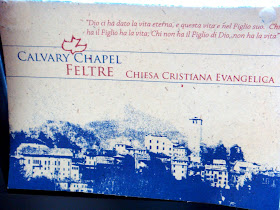 "Dio ci ha dato la vita eterna, e questa vita è nel Figlio suo. Chi
ha il Figlio ha la vita; Chi non ha il Figlio di Dio, non ha la vita"
CALVARY CHAPEL
FELTRE CHIESA CRISTIANA EVANGELICA